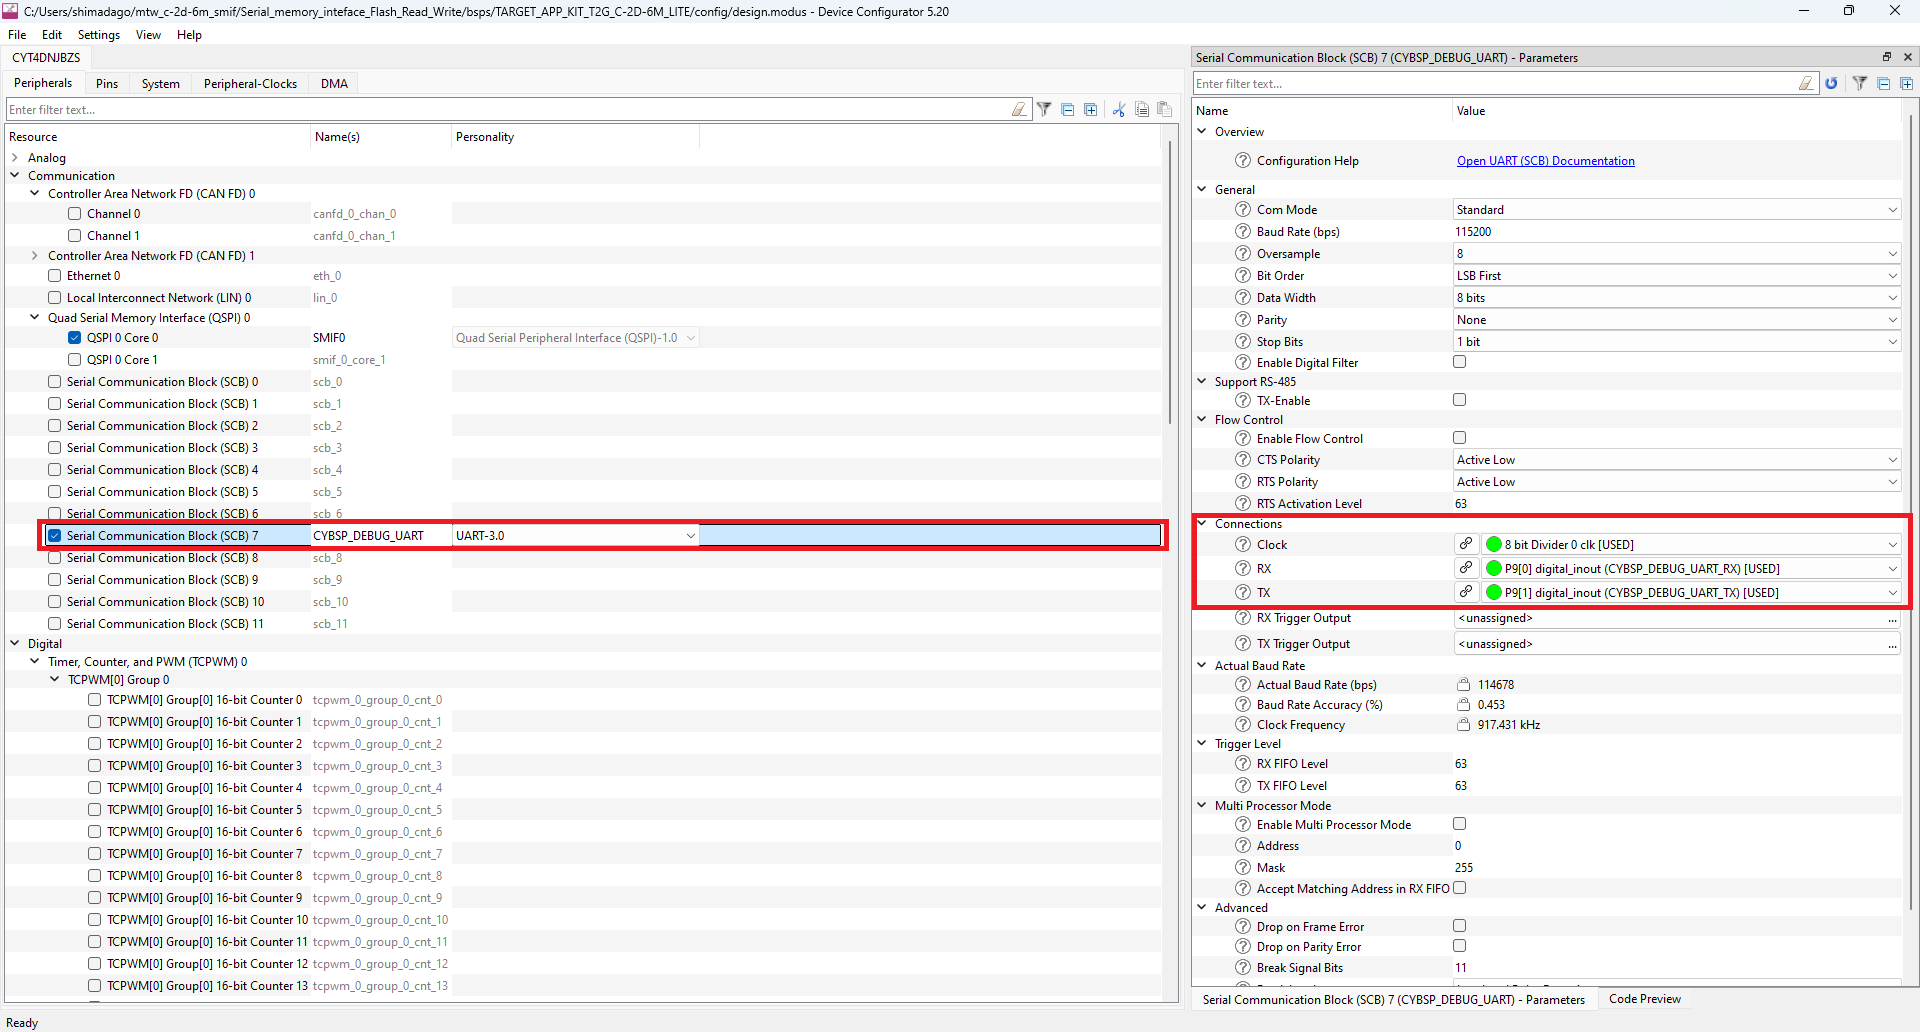 C:/Users/shimadago/mtw_c-2d-6m_smif/Serial_memory_inteface_Flash_Read_Write/bsps/TARGET_APP_KIT_T2G_C-2D-6M_LITE/config/design.modus - Device Configurator 5.20
File Edit Settings View Help
CYT4DNJBZS
Peripherals Pins System Peripheral-Clocks DMA
Enter filter text...
Resource Name(s) Personality
Analog
Communication
Controller Area Network FD (CAN FD) 0
Channel 0 canfd_0_chan_0
Channel 1 canfd_0_chan_1
Controller Area Network FD (CAN FD) 1
Ethernet 0 eth_0
Local Interconnect Network (LIN) 0 lin_0
Quad Serial Memory Interface (QSPI) 0
QSPI 0 Core 0 SMIF0 Quad Serial Peripheral Interface (QSPI)-1.0
QSPI 0 Core 1 smif_0_core_1
Serial Communication Block (SCB) 0 scb_0
Serial Communication Block (SCB) 1 scb_1
Serial Communication Block (SCB) 2 scb_2
Serial Communication Block (SCB) 3 scb_3
Serial Communication Block (SCB) 4 scb_4
Serial Communication Block (SCB) 5 scb_5
Serial Communication Block (SCB) 6 scb_6
Serial Communication Block (SCB) 7 CYBSP_DEBUG_UART UART-3.0
Serial Communication Block (SCB) 8 scb_8
Serial Communication Block (SCB) 9 scb_9
Serial Communication Block (SCB) 10 scb_10
Serial Communication Block (SCB) 11 scb_11
Digital
Timer, Counter, and PWM (TCPWM) 0
TCPWM[0] Group 0
TCPWM[0] Group[0] 16-bit Counter 0 tcpwm_0_group_0_cnt_0
TCPWM[0] Group[0] 16-bit Counter 1 tcpwm_0_group_0_cnt_1
TCPWM[0] Group[0] 16-bit Counter 2 tcpwm_0_group_0_cnt_2
TCPWM[0] Group[0] 16-bit Counter 3 tcpwm_0_group_0_cnt_3
TCPWM[0] Group[0] 16-bit Counter 4 tcpwm_0_group_0_cnt_4
TCPWM[0] Group[0] 16-bit Counter 5 tcpwm_0_group_0_cnt_5
TCPWM[0] Group[0] 16-bit Counter 6 tcpwm_0_group_0_cnt_6
TCPWM[0] Group[0] 16-bit Counter 7 tcpwm_0_group_0_cnt_7
TCPWM[0] Group[0] 16-bit Counter 8 tcpwm_0_group_0_cnt_8
TCPWM[0] Group[0] 16-bit Counter 9 tcpwm_0_group_0_cnt_9
TCPWM[0] Group[0] 16-bit Counter 10 tcpwm_0_group_0_cnt_10
TCPWM[0] Group[0] 16-bit Counter 11 tcpwm_0_group_0_cnt_11
TCPWM[0] Group[0] 16-bit Counter 12 tcpwm_0_group_0_cnt_12
TCPWM[0] Group[0] 16-bit Counter 13 tcpwm_0_group_0_cnt_13
Serial Communication Block (SCB) 7 (CYBSP_DEBUG_UART) - Parameters
Enter filter text...
Name Value
Overview
Configuration Help Open UART (SCB) Documentation
General
Com Mode Standard
Baud Rate (bps) 115200
Oversample 8
Bit Order LSB First
Data Width 8 bits
Parity None
Stop Bits 1 bit
Enable Digital Filter
Support RS-485
TX-Enable
Flow Control
Enable Flow Control
CTS Polarity Active Low
RTS Polarity Active Low
RTS Activation Level 63
Connections
Clock 8 bit Divider 0 clk [USED]
RX P9[0] digital_inout (CYBSP_DEBUG_UART_RX) [USED]
TX P9[1] digital_inout (CYBSP_DEBUG_UART_TX) [USED]
RX Trigger Output <unassigned> ...
TX Trigger Output <unassigned> ...
Actual Baud Rate
Actual Baud Rate (bps) 114678
Baud Rate Accuracy (%) 0.453
Clock Frequency 917.431 kHz
Trigger Level
RX FIFO Level 63
TX FIFO Level 63
Multi Processor Mode
Enable Multi Processor Mode
Address 0
Mask 255
Accept Matching Address in RX FIFO
Advanced
Drop on Frame Error
Drop on Parity Error
Break Signal Bits 11
Serial Communication Block (SCB) 7 (CYBSP_DEBUG_UART) - Parameters Code Preview
Ready